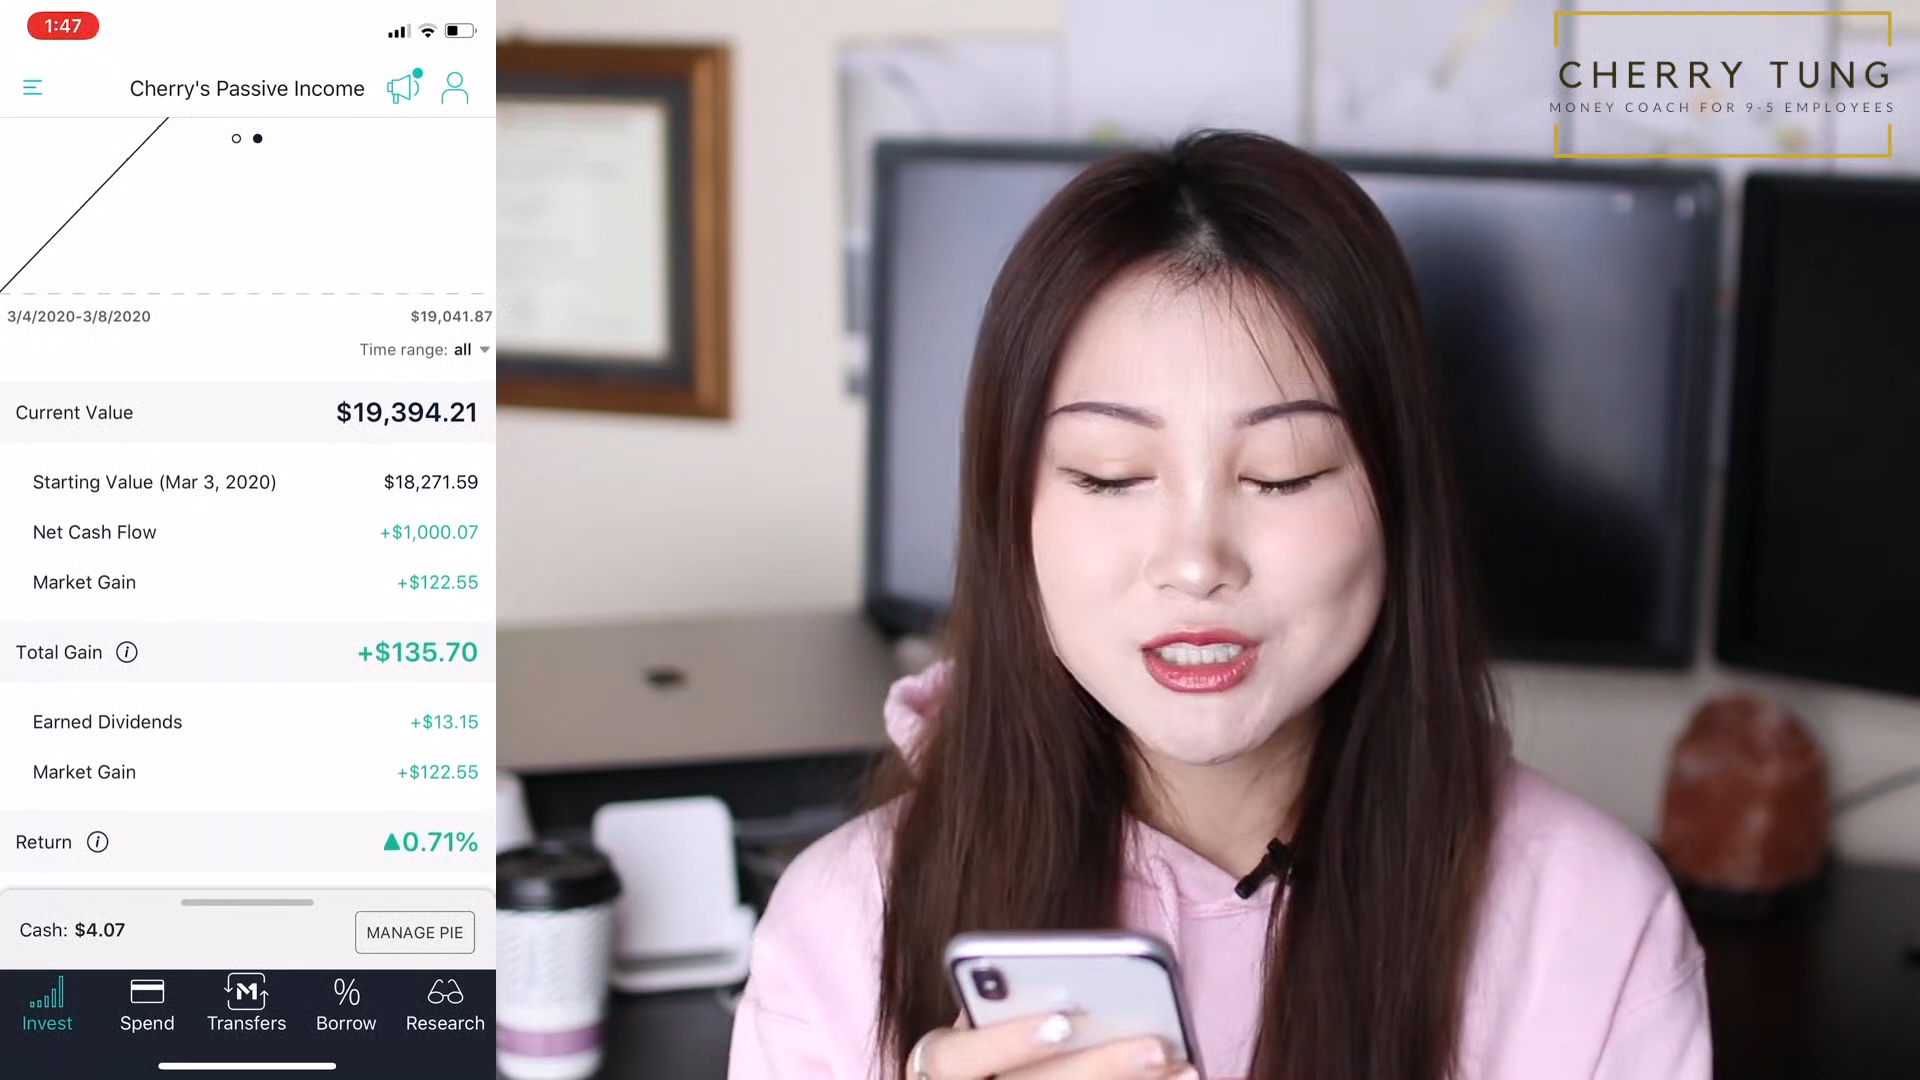 1:47
Cherry's Passive Income
3/4/2020-3/8/2020 $19,041.87
Time range: all
Current Value $19,394.21
Starting Value (Mar 3, 2020) $18,271.59
Net Cash Flow +$1,000.07
Market Gain +$122.55
Total Gain i +$135.70
Earned Dividends +$13.15
Market Gain +$122.55
Return i ▲0.71%
Cash: $4.07 MANAGE PIE
M %
Invest Spend Transfers Borrow Research
CHERRY TUNG
MONEY COACH FOR 9-5 EMPLOYEES